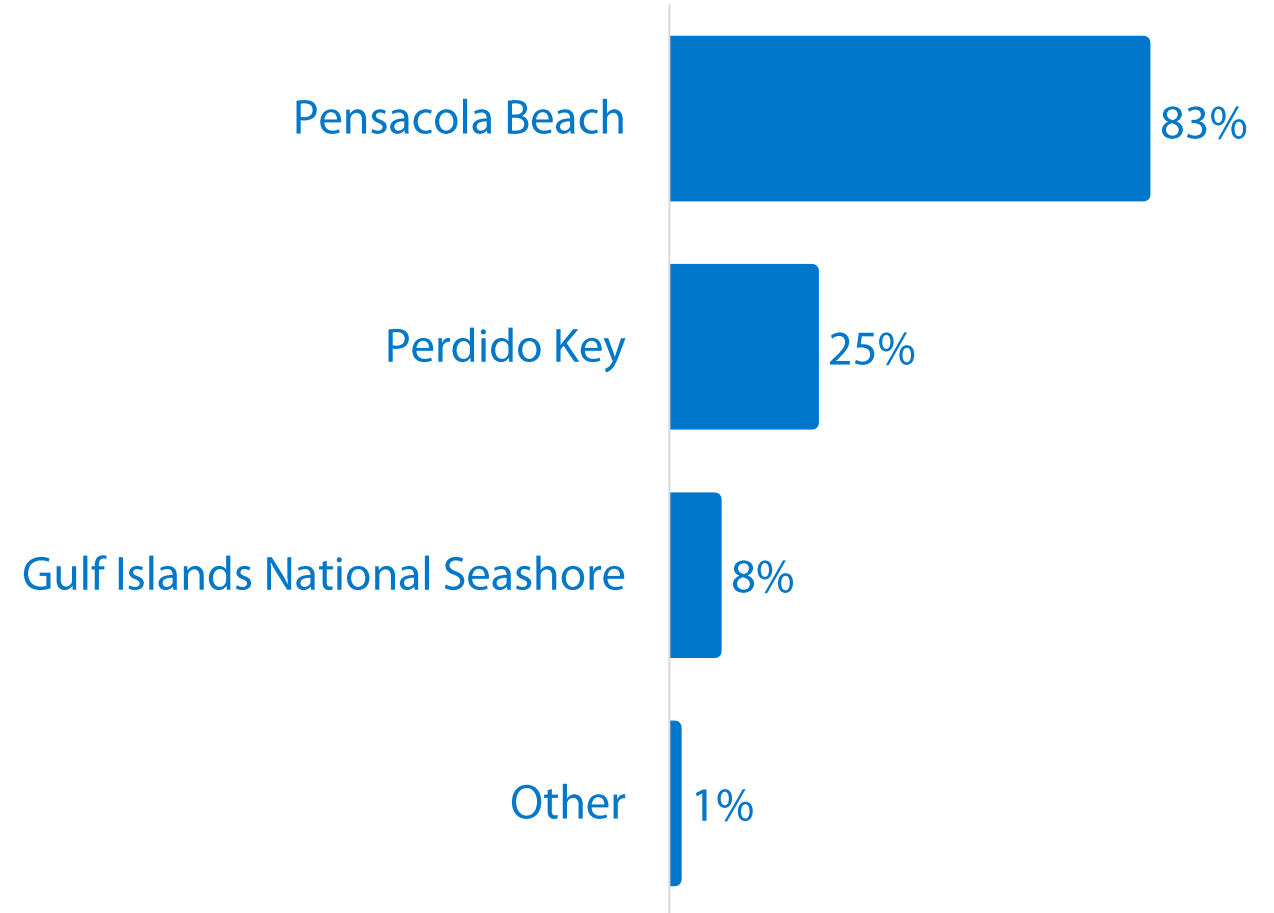 Pensacola Beach 83%
Perdido Key 25%
Gulf Islands National Seashore 8%
Other 1%